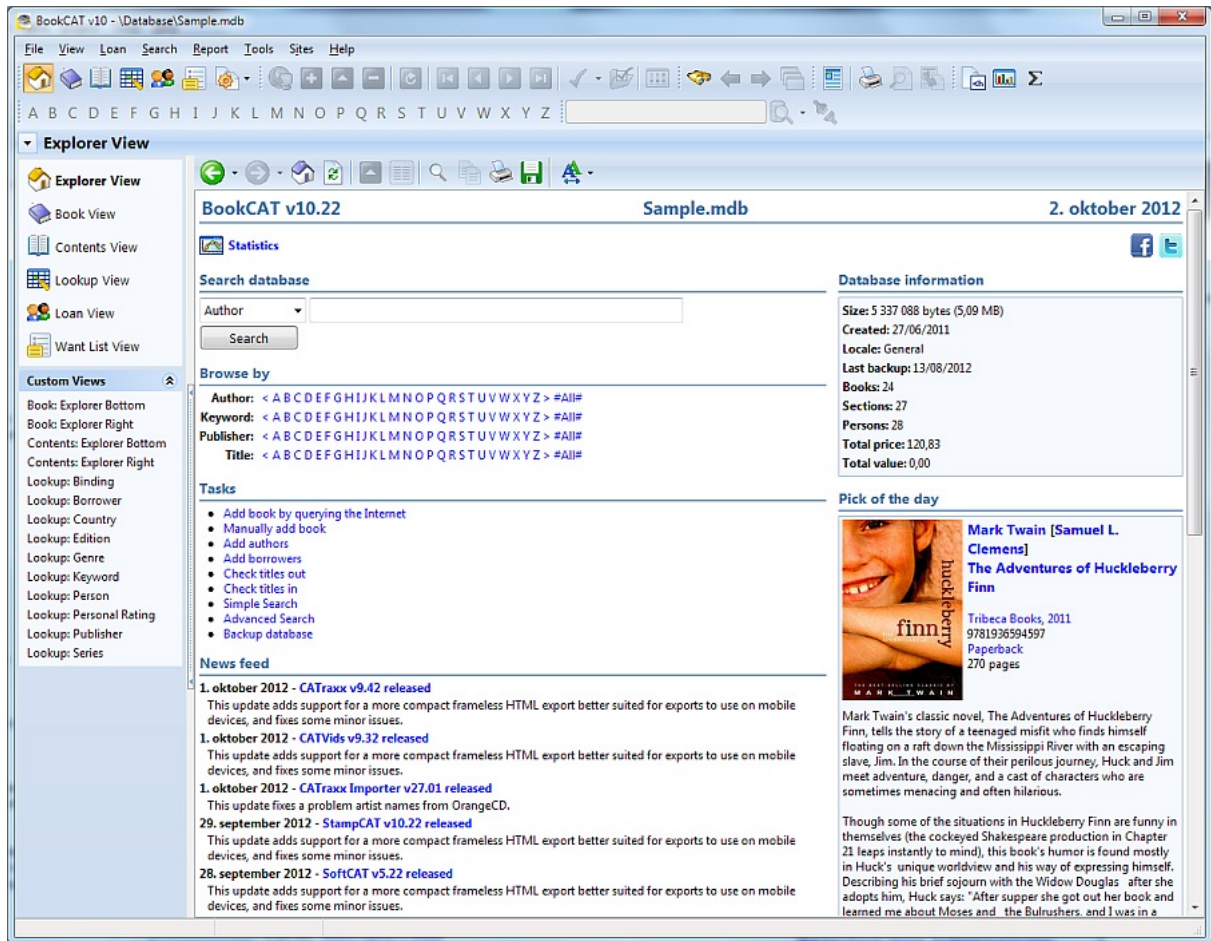 BookCAT v10 - \Database\Sample.mdb
File View Loan Search Report Tools Sites Help
A B C D E F G H I J K L M N O P Q R S T U V W X Y Z
Explorer View
Explorer View
Book View
Contents View
Lookup View
Loan View
Want List View
Custom Views
Book: Explorer Bottom
Book: Explorer Right
Contents: Explorer Bottom
Contents: Explorer Right
Lookup: Binding
Lookup: Borrower
Lookup: Country
Lookup: Edition
Lookup: Genre
Lookup: Keyword
Lookup: Person
Lookup: Personal Rating
Lookup: Publisher
Lookup: Series
BookCAT v10.22 Sample.mdb 2. oktober 2012
Statistics
Search database
Author
Search
Browse by
Author: < A B C D E F G H I J K L M N O P Q R S T U V W X Y Z > #All#
Keyword: < A B C D E F G H I J K L M N O P Q R S T U V W X Y Z > #All#
Publisher: < A B C D E F G H I J K L M N O P Q R S T U V W X Y Z > #All#
Title: < A B C D E F G H I J K L M N O P Q R S T U V W X Y Z > #All#
Tasks
Add book by querying the Internet
Manually add book
Add authors
Add borrowers
Check titles out
Check titles in
Simple Search
Advanced Search
Backup database
News feed
1. oktober 2012 - CATraxx v9.42 released
This update adds support for a more compact frameless HTML export better suited for exports to use on mobile
devices, and fixes some minor issues.
1. oktober 2012 - CATVids v9.32 released
This update adds support for a more compact frameless HTML export better suited for exports to use on mobile
devices, and fixes some minor issues.
1. oktober 2012 - CATraxx Importer v27.01 released
This update fixes a problem artist names from OrangeCD.
29. september 2012 - StampCAT v10.22 released
This update adds support for a more compact frameless HTML export better suited for exports to use on mobile
devices, and fixes some minor issues.
28. september 2012 - SoftCAT v5.22 released
This update adds support for a more compact frameless HTML export better suited for exports to use on mobile
devices, and fixes some minor issues.
Database information
Size: 5 337 088 bytes (5,09 MB)
Created: 27/06/2011
Locale: General
Last backup: 13/08/2012
Books: 24
Sections: 27
Persons: 28
Total price: 120,83
Total value: 0,00
Pick of the day
huckleberry
finn
MARK TWAIN
Mark Twain [Samuel L.
Clemens]
The Adventures of Huckleberry
Finn
Tribeca Books, 2011
9781936594597
Paperback
270 pages
Mark Twain's classic novel, The Adventures of Huckleberry
Finn, tells the story of a teenaged misfit who finds himself
floating on a raft down the Mississippi River with an escaping
slave, Jim. In the course of their perilous journey, Huck and Jim
meet adventure, danger, and a cast of characters who are
sometimes menacing and often hilarious.
Though some of the situations in Huckleberry Finn are funny in
themselves (the cockeyed Shakespeare production in Chapter
21 leaps instantly to mind), this book's humor is found mostly
in Huck's unique worldview and his way of expressing himself.
Describing his brief sojourn with the Widow Douglas after she
adopts him, Huck says: "After supper she got out her book and
learned me about Moses and the Bulrushers, and I was in a